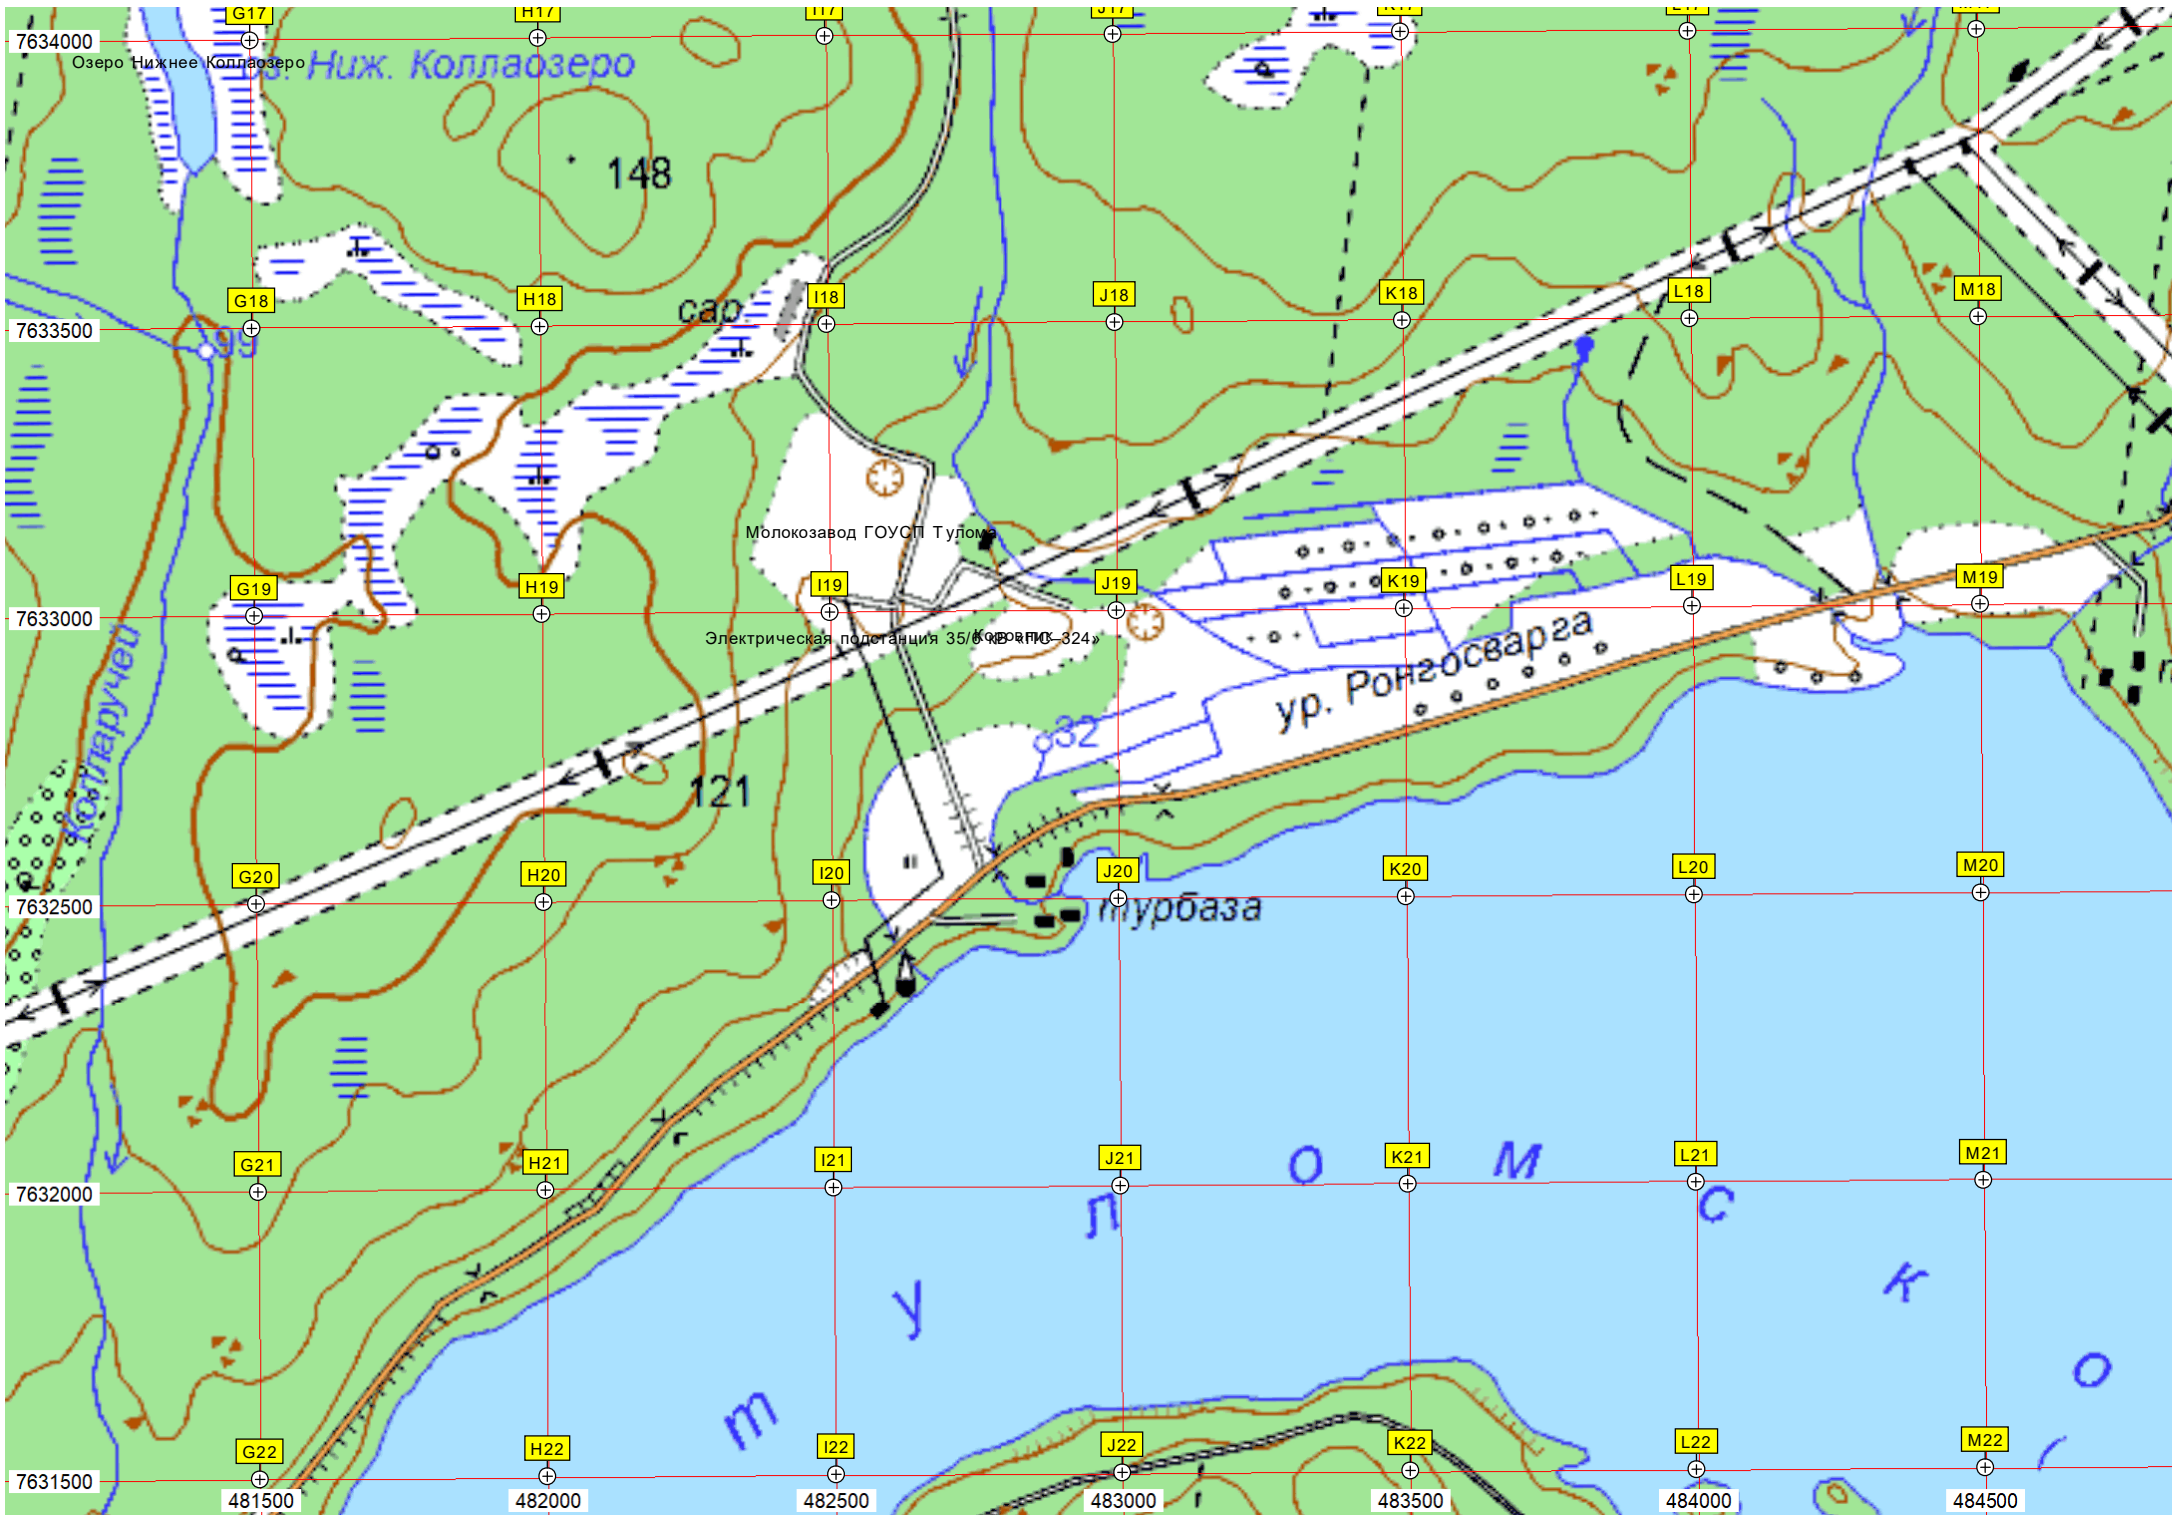 G17 H17 I17 J17 K17 L17
7634000
Озеро Нижнее Коллаозеро
Оз. Ниж. Коллаозеро
148
сар.
G18 H18 I18 J18 K18 L18 M18
7633500
99
Молокозавод ГОУСП Тулома
G19 H19 I19 J19 K19 L19 M19
7633000
Электрическая подстанция 35/6 кВ «ПС–324»
Коровник
ур. Ронгосварга
Колларучей
32
121
G20 H20 I20 J20 K20 L20 M20
7632500
турбаза
G21 H21 I21 J21 K21 L21 M21
7632000
т у л о м с к о
G22 H22 I22 J22 K22 L22 M22
7631500
481500 482000 482500 483000 483500 484000 484500